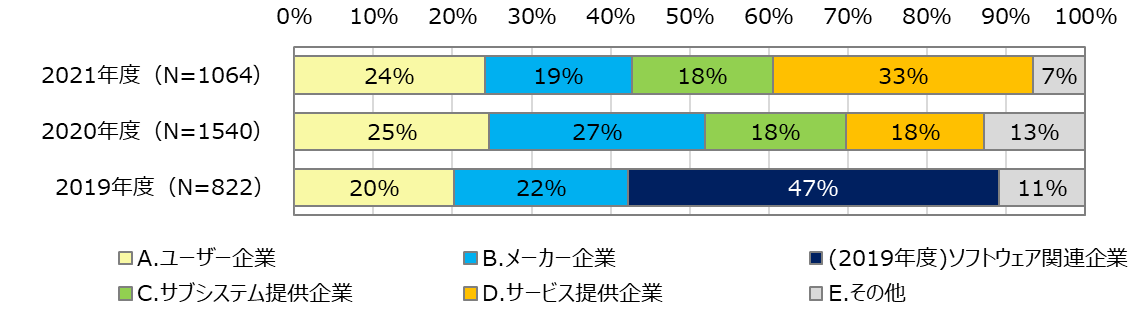 0% 10% 20% 30% 40% 50% 60% 70% 80% 90% 100%
2021年度（N=1064） 24% 19% 18% 33% 7%
2020年度（N=1540） 25% 27% 18% 18% 13%
2019年度（N=822） 20% 22% 47% 11%
A.ユーザー企業 B.メーカー企業 (2019年度)ソフトウェア関連企業
C.サブシステム提供企業 D.サービス提供企業 E.その他